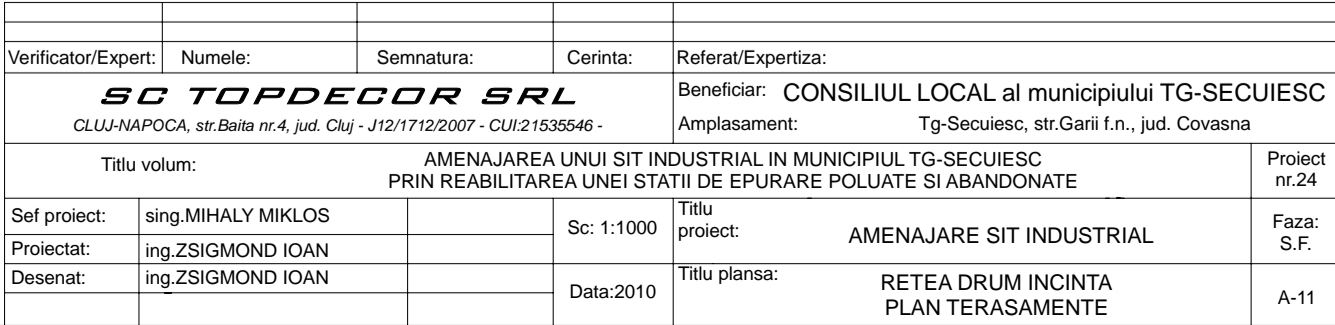 Verificator/Expert: Numele: Semnatura: Cerinta: Referat/Expertiza:
SC TOPDECOR SRL
CLUJ-NAPOCA, str.Baita nr.4, jud. Cluj - J12/1712/2007 - CUI:21535546 -
Beneficiar: CONSILIUL LOCAL al municipiului TG-SECUIESC
Amplasament: Tg-Secuiesc, str.Garii f.n., jud. Covasna
Titlu volum: AMENAJAREA UNUI SIT INDUSTRIAL IN MUNICIPIUL TG-SECUIESC
PRIN REABILITAREA UNEI STATII DE EPURARE POLUATE SI ABANDONATE
Proiect
nr.24
Sef proiect: sing.MIHALY MIKLOS
Proiectat: ing.ZSIGMOND IOAN
Desenat: ing.ZSIGMOND IOAN
Sc: 1:1000
Data:2010
Titlu
proiect: AMENAJARE SIT INDUSTRIAL
Faza:
S.F.
Titlu plansa: RETEA DRUM INCINTA
PLAN TERASAMENTE
A-11